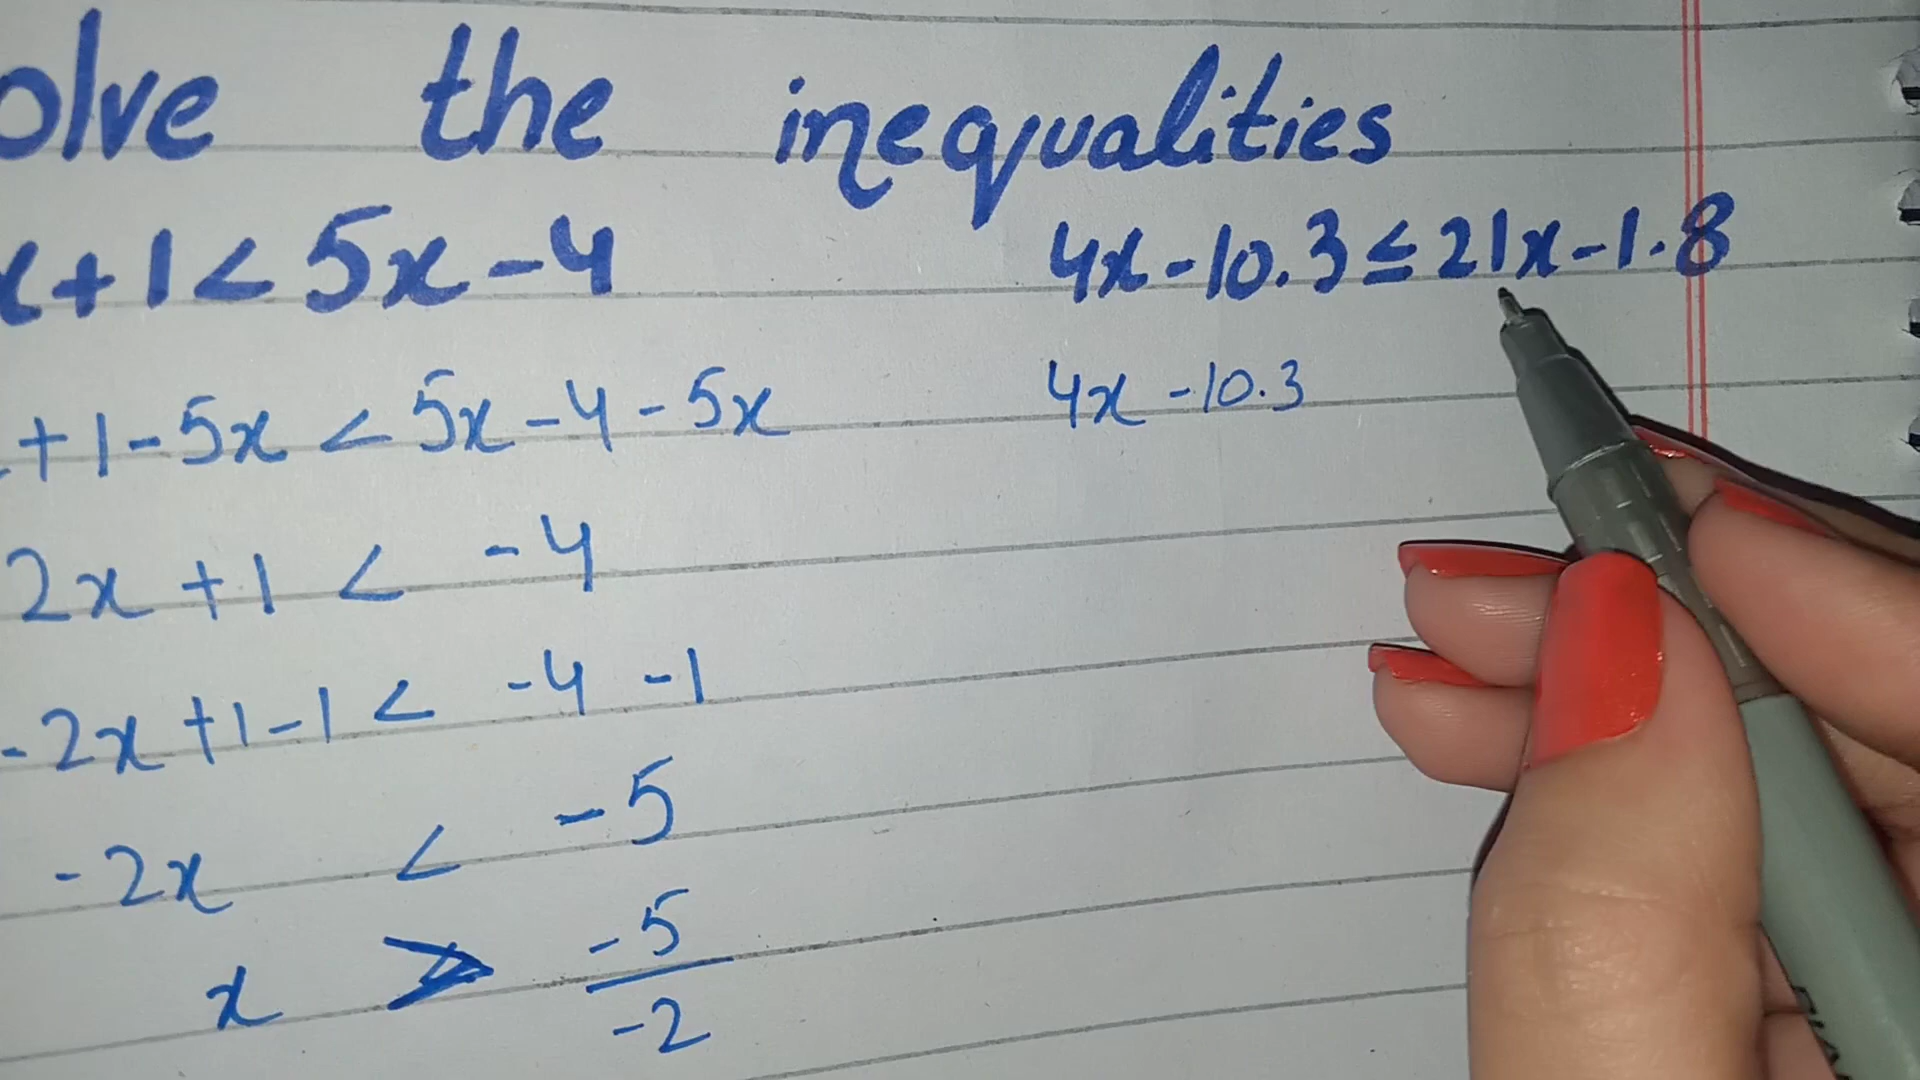 olve the inequalities
x+1<5x-4
4x-10.3≤21x-1.8
+1-5x<5x-4-5x
4x-10.3
2x+1<-4
-2x+1-1<-4-1
-2x<-5
x>-5/-2